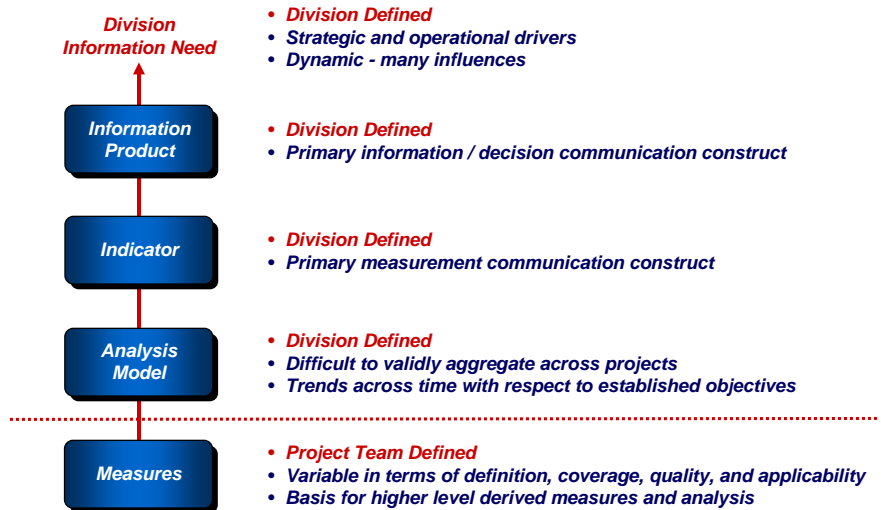 Division
Information Need
• Division Defined
• Strategic and operational drivers
• Dynamic - many influences
Information
Product
• Division Defined
• Primary information / decision communication construct
Indicator
• Division Defined
• Primary measurement communication construct
Analysis
Model
• Division Defined
• Difficult to validly aggregate across projects
• Trends across time with respect to established objectives
Measures
• Project Team Defined
• Variable in terms of definition, coverage, quality, and applicability
• Basis for higher level derived measures and analysis